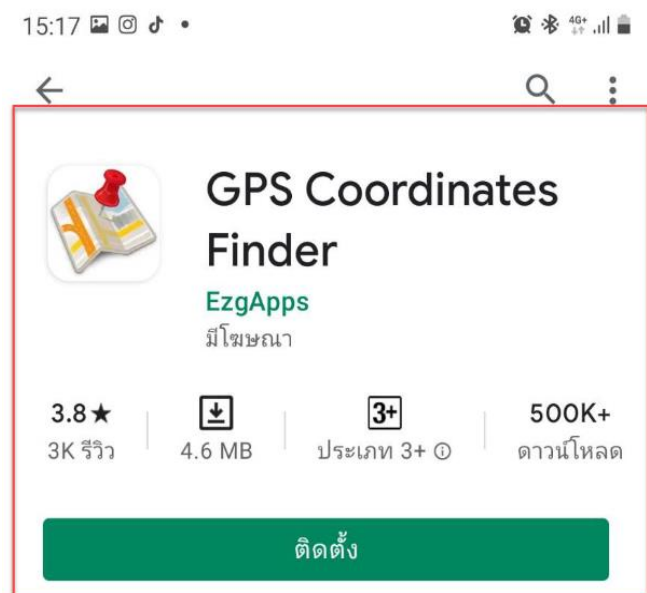 15:17
4G+
GPS Coordinates
Finder
EzgApps
มีโฆษณา
3.8★ 3+ 500K+
3K รีวิว 4.6 MB ประเภท 3+ ดาวน์โหลด
ติดตั้ง